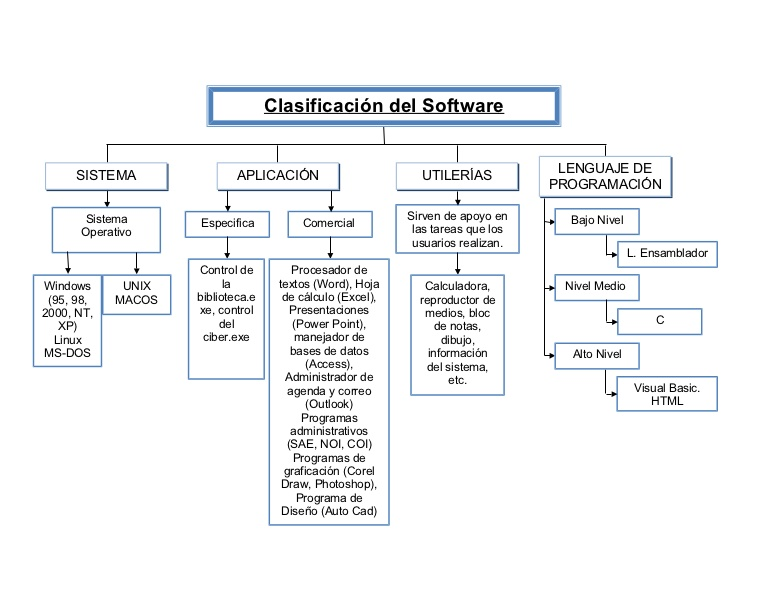 Clasificación del Software
SISTEMA
Sistema
Operativo
Windows
(95, 98,
2000, NT,
XP)
Linux
MS-DOS
UNIX
MACOS
APLICACIÓN
Especifica
Control de
la
biblioteca.e
xe, control
del
ciber.exe
Comercial
Procesador de
textos (Word), Hoja
de cálculo (Excel),
Presentaciones
(Power Point),
manejador de
bases de datos
(Access),
Administrador de
agenda y correo
(Outlook)
Programas
administrativos
(SAE, NOI, COI)
Programas de
graficación (Corel
Draw, Photoshop),
Programa de
Diseño (Auto Cad)
UTILERÍAS
Sirven de apoyo en
las tareas que los
usuarios realizan.
Calculadora,
reproductor de
medios, bloc
de notas,
dibujo,
información
del sistema,
etc.
LENGUAJE DE
PROGRAMACIÓN
Bajo Nivel
L. Ensamblador
Nivel Medio
C
Alto Nivel
Visual Basic.
HTML